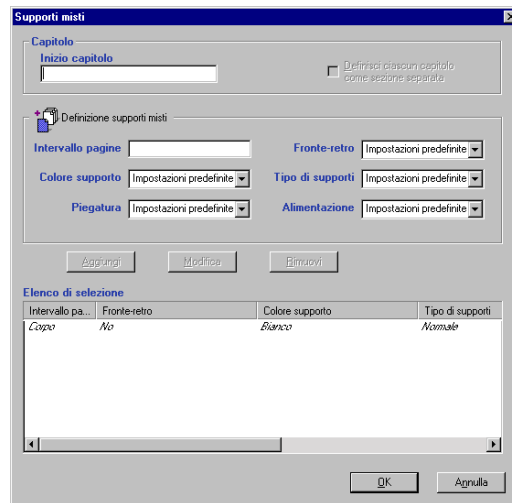 Supporti misti
Capitolo
Inizio capitolo
Definisci ciascun capitolo
come sezione separata
Definizione supporti misti
Intervallo pagine
Fronte-retro Impostazioni predefinite
Colore supporto Impostazioni predefinite Tipo di supporti Impostazioni predefinite
Piegatura Impostazioni predefinite Alimentazione Impostazioni predefinite
Aggiungi Modifica Rimuovi
Elenco di selezione
Intervallo pa... Fronte-retro Colore supporto Tipo di supporti
Corpo No Bianco Normale
OK Annulla